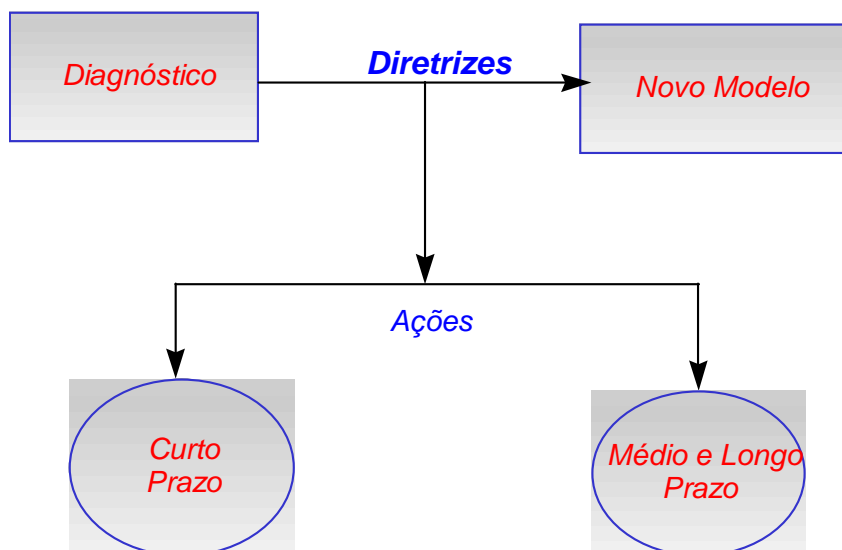 Diagnóstico
Diretrizes
Novo Modelo
Ações
Curto
Prazo
Médio e Longo
Prazo